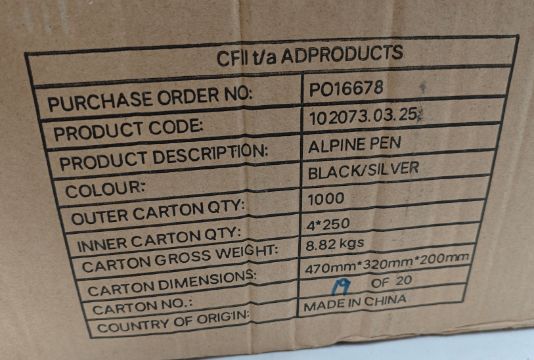 CFII t/a ADPRODUCTS
PURCHASE ORDER NO: PO16678
PRODUCT CODE: 102073.03.25
PRODUCT DESCRIPTION: ALPINE PEN
COLOUR: BLACK/SILVER
OUTER CARTON QTY: 1000
INNER CARTON QTY: 4*250
CARTON GROSS WEIGHT: 8.82 kgs
CARTON DIMENSIONS: 470mm*320mm*200mm
CARTON NO.: 19 OF 20
COUNTRY OF ORIGIN: MADE IN CHINA